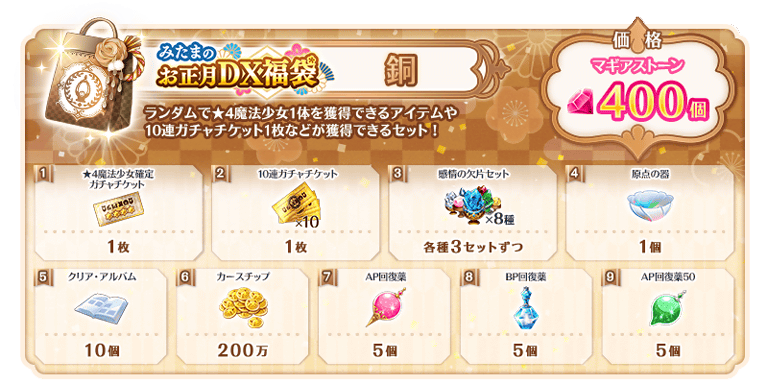 みたまの
お正月DX福袋
銅
価格
マギアストーン
400個
ランダムで★4魔法少女1体を獲得できるアイテムや
10連ガチャチケット1枚などが獲得できるセット！
1
★4魔法少女確定
ガチャチケット
1枚
2
10連ガチャチケット
×10
1枚
3
感情の欠片セット
×8種
各種3セットずつ
4
原点の器
1個
5
クリア・アルバム
10個
6
カースチップ
200万
7
AP回復薬
5個
8
BP回復薬
5個
9
AP回復薬50
5個